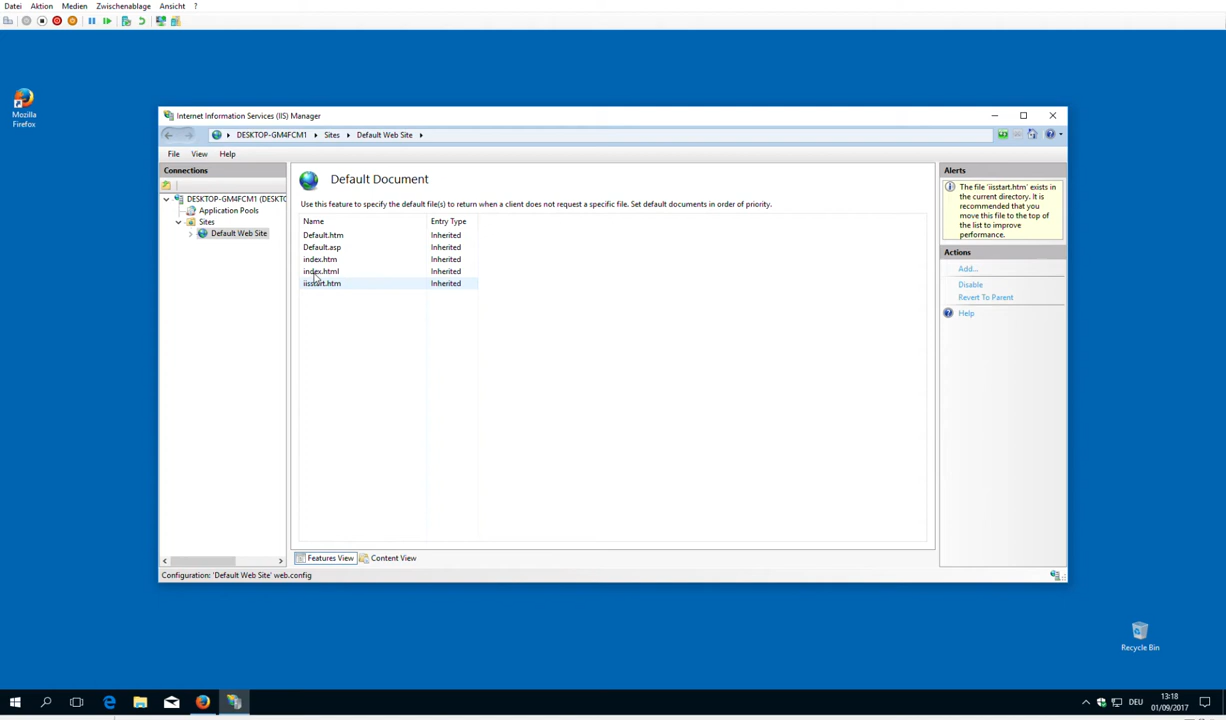 Datei Aktion Medien Zwischenablage Ansicht ?
Mozilla
Firefox
Internet Information Services (IIS) Manager
DESKTOP-GM4FCM1 Sites Default Web Site
File View Help
Connections
DESKTOP-GM4FCM1 (DESKTC
Application Pools
Sites
Default Web Site
Default Document
Use this feature to specify the default file(s) to return when a client does not request a specific file. Set default documents in order of priority.
Name Entry Type
Default.htm Inherited
Default.asp Inherited
index.htm Inherited
index.html Inherited
iisstart.htm Inherited
Features View Content View
Alerts
The file 'iisstart.htm' exists in
the current directory. It is
recommended that you
move this file to the top of
the list to improve
performance.
Actions
Add...
Disable
Revert To Parent
Help
Configuration: 'Default Web Site' web.config
Recycle Bin
DEU
13:18
01/09/2017